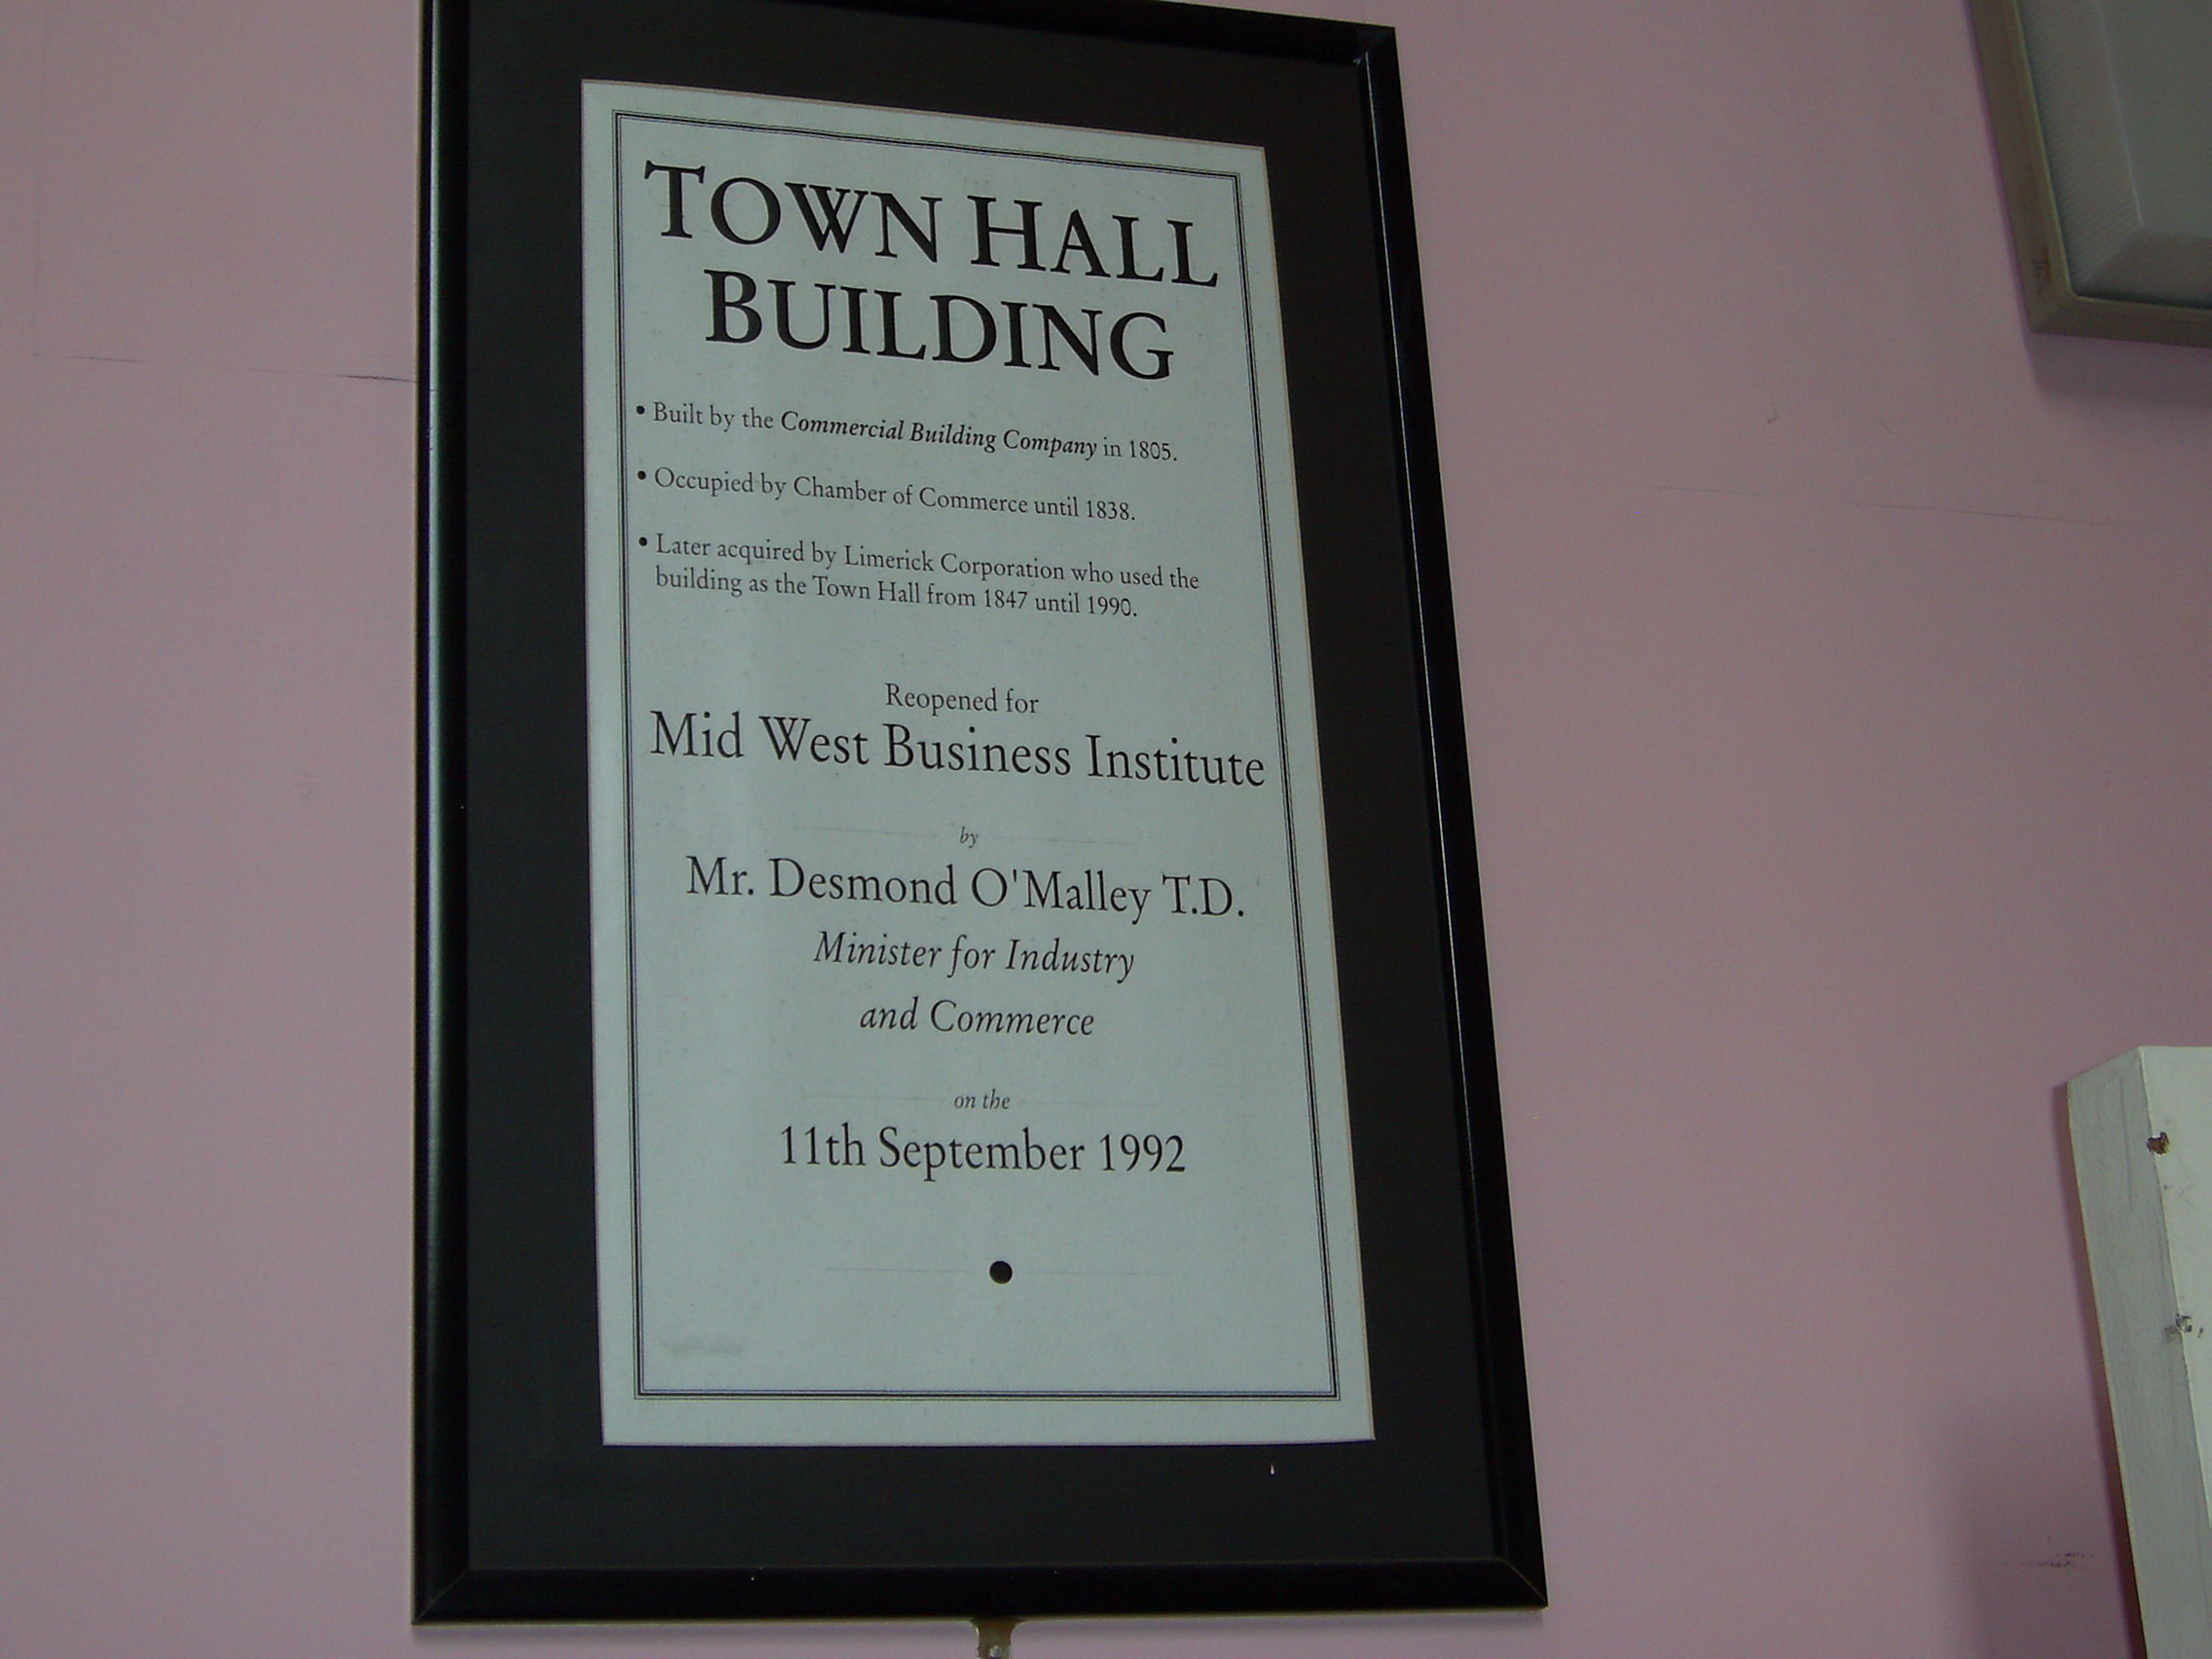 TOWN HALL
BUILDING
• Built by the Commercial Building Company in 1805.
• Occupied by Chamber of Commerce until 1838.
• Later acquired by Limerick Corporation who used the
building as the Town Hall from 1847 until 1990.
Reopened for
Mid West Business Institute
by
Mr. Desmond O'Malley T.D.
Minister for Industry
and Commerce
on the
11th September 1992